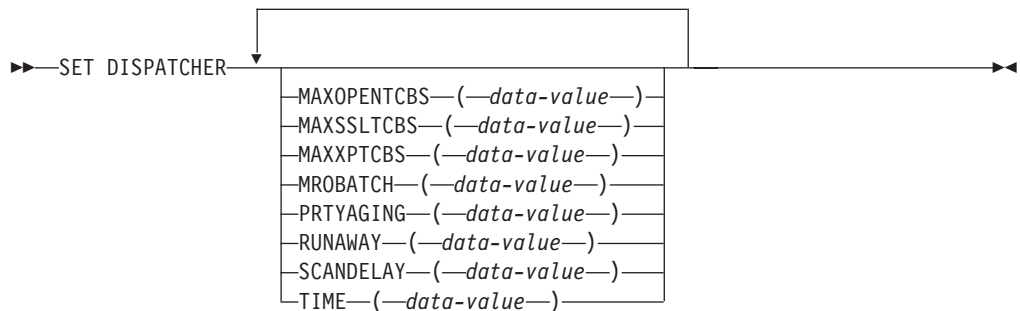 SET DISPATCHER
MAXOPENTCBS ( data-value )
MAXSSLTCBS ( data-value )
MAXXPTCBS ( data-value )
MROBATCH ( data-value )
PRTYAGING ( data-value )
RUNAWAY ( data-value )
SCANDELAY ( data-value )
TIME ( data-value )